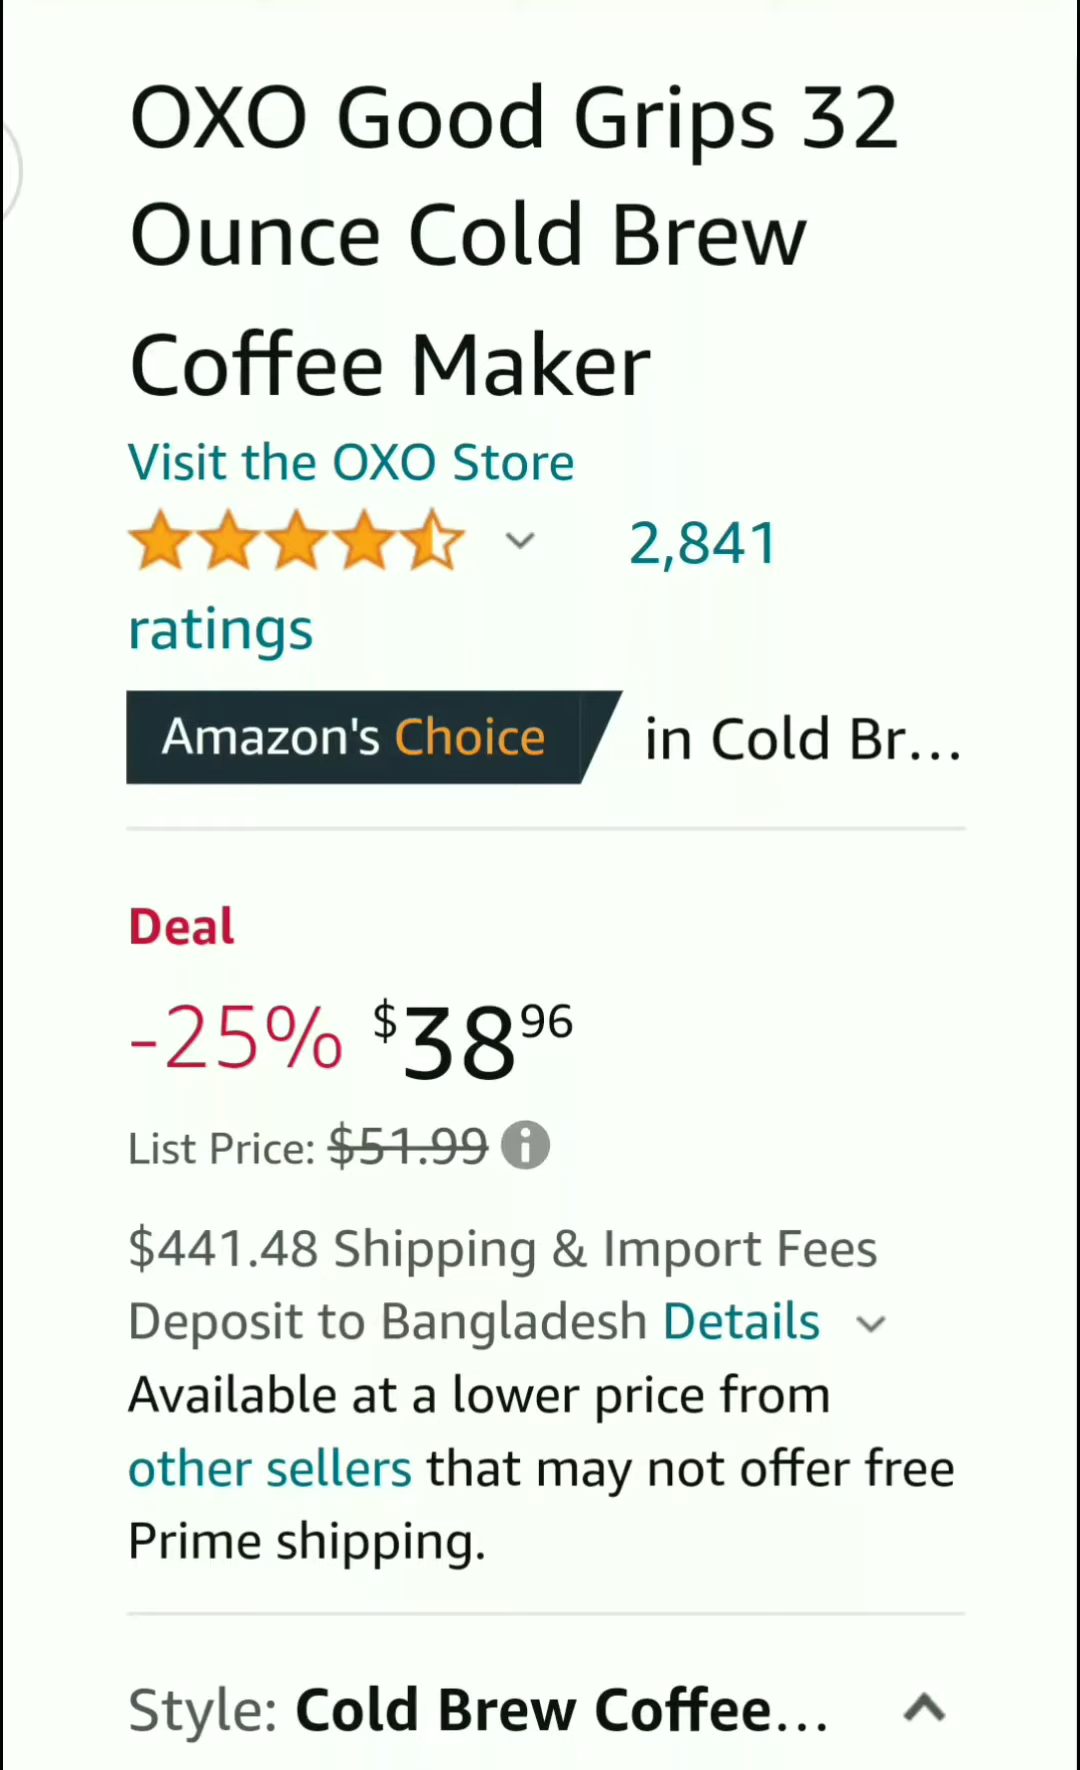 OXO Good Grips 32
Ounce Cold Brew
Coffee Maker
Visit the OXO Store
2,841
ratings
Amazon's Choice in Cold Br...
Deal
-25% $38 96
List Price: $51.99
$441.48 Shipping & Import Fees
Deposit to Bangladesh Details
Available at a lower price from
other sellers that may not offer free
Prime shipping.
Style: Cold Brew Coffee...